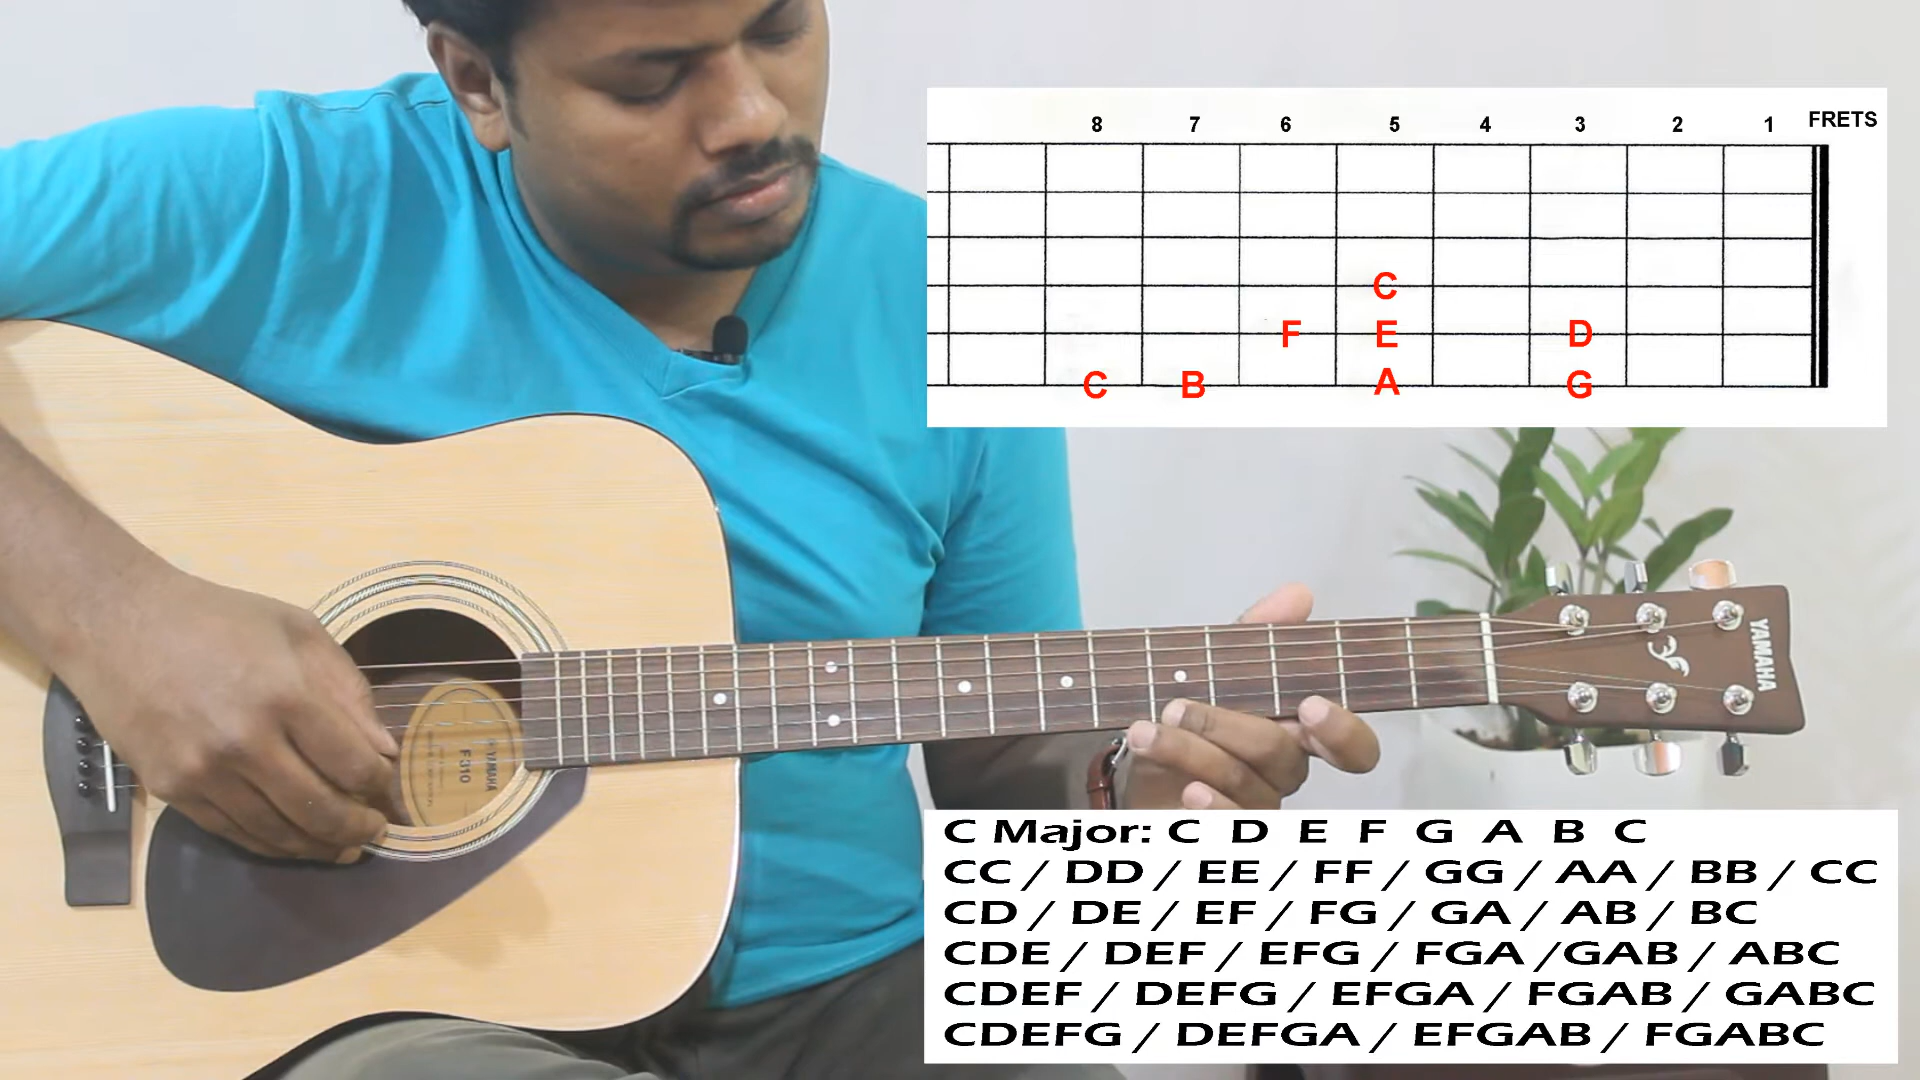 8 7 6 5 4 3 2 1 FRETS
C
F E D
C B A G
YAMAHA
YAMAHA
F 310
C Major: C D E F G A B C
CC / DD / EE / FF / GG / AA / BB / CC
CD / DE / EF / FG / GA / AB / BC
CDE / DEF / EFG / FGA /GAB / ABC
CDEF / DEFG / EFGA / FGAB / GABC
CDEFG / DEFGA / EFGAB / FGABC